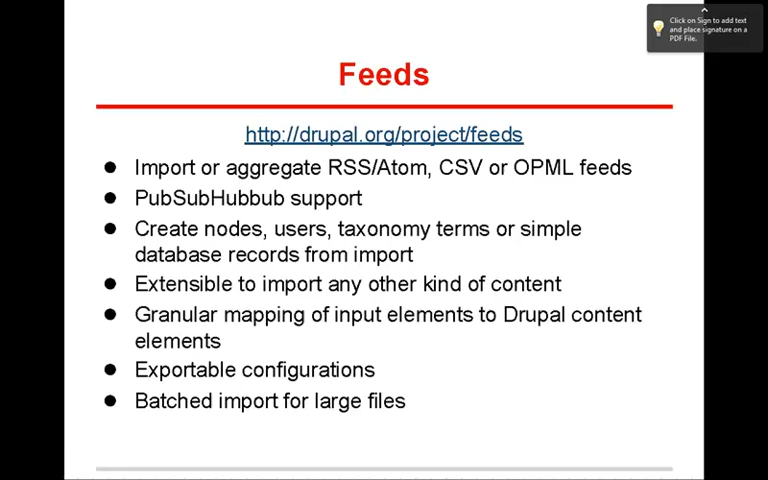 Click on Sign to add text
and place signature on a
PDF File.
Feeds
http://drupal.org/project/feeds
● Import or aggregate RSS/Atom, CSV or OPML feeds
● PubSubHubbub support
● Create nodes, users, taxonomy terms or simple
database records from import
● Extensible to import any other kind of content
● Granular mapping of input elements to Drupal content
elements
● Exportable configurations
● Batched import for large files